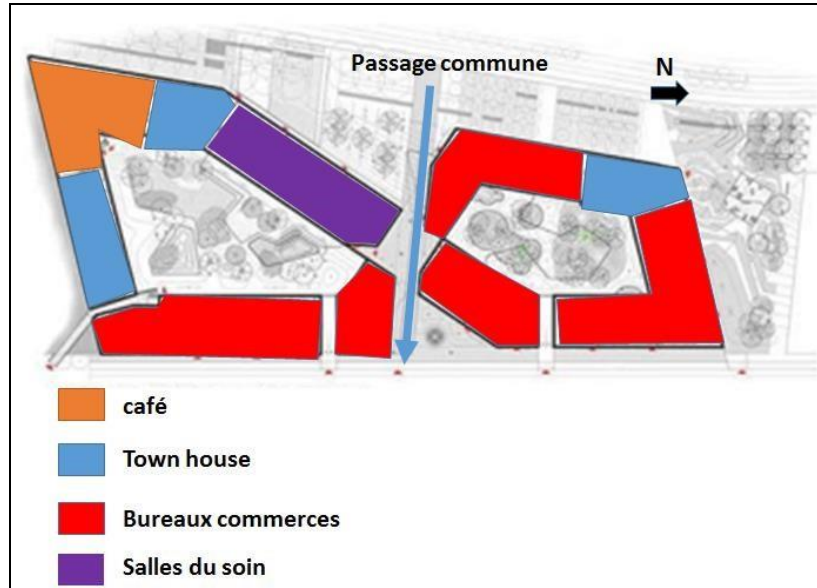 Passage commune
N
café
Town house
Bureaux commerces
Salles du soin